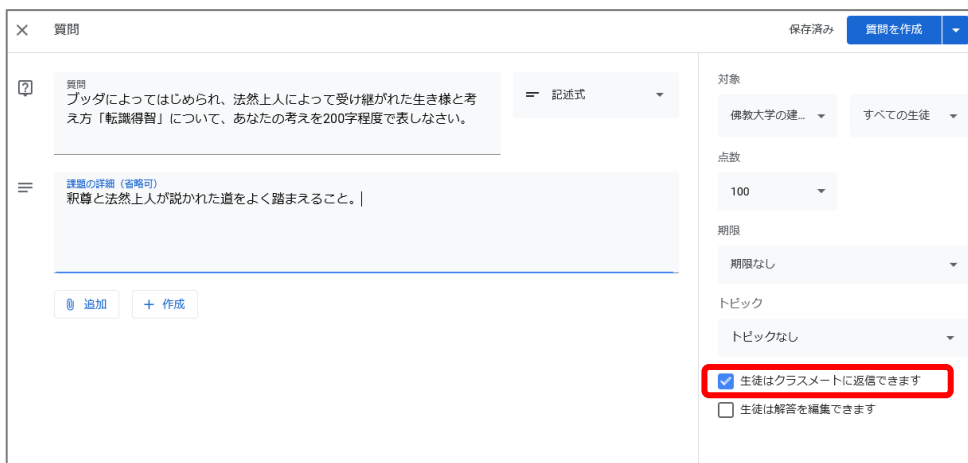 質問
保存済み
質問を作成
質問
ブッダによってはじめられ、法然上人によって受け継がれた生き様と考
え方「転識得智」について、あなたの考えを200字程度で表しなさい。
記述式
課題の詳細（省略可）
釈尊と法然上人が説かれた道をよく踏まえること。
追加
作成
対象
佛教大学の建...
すべての生徒
点数
100
期限
期限なし
トピック
トピックなし
生徒はクラスメートに返信できます
生徒は解答を編集できます